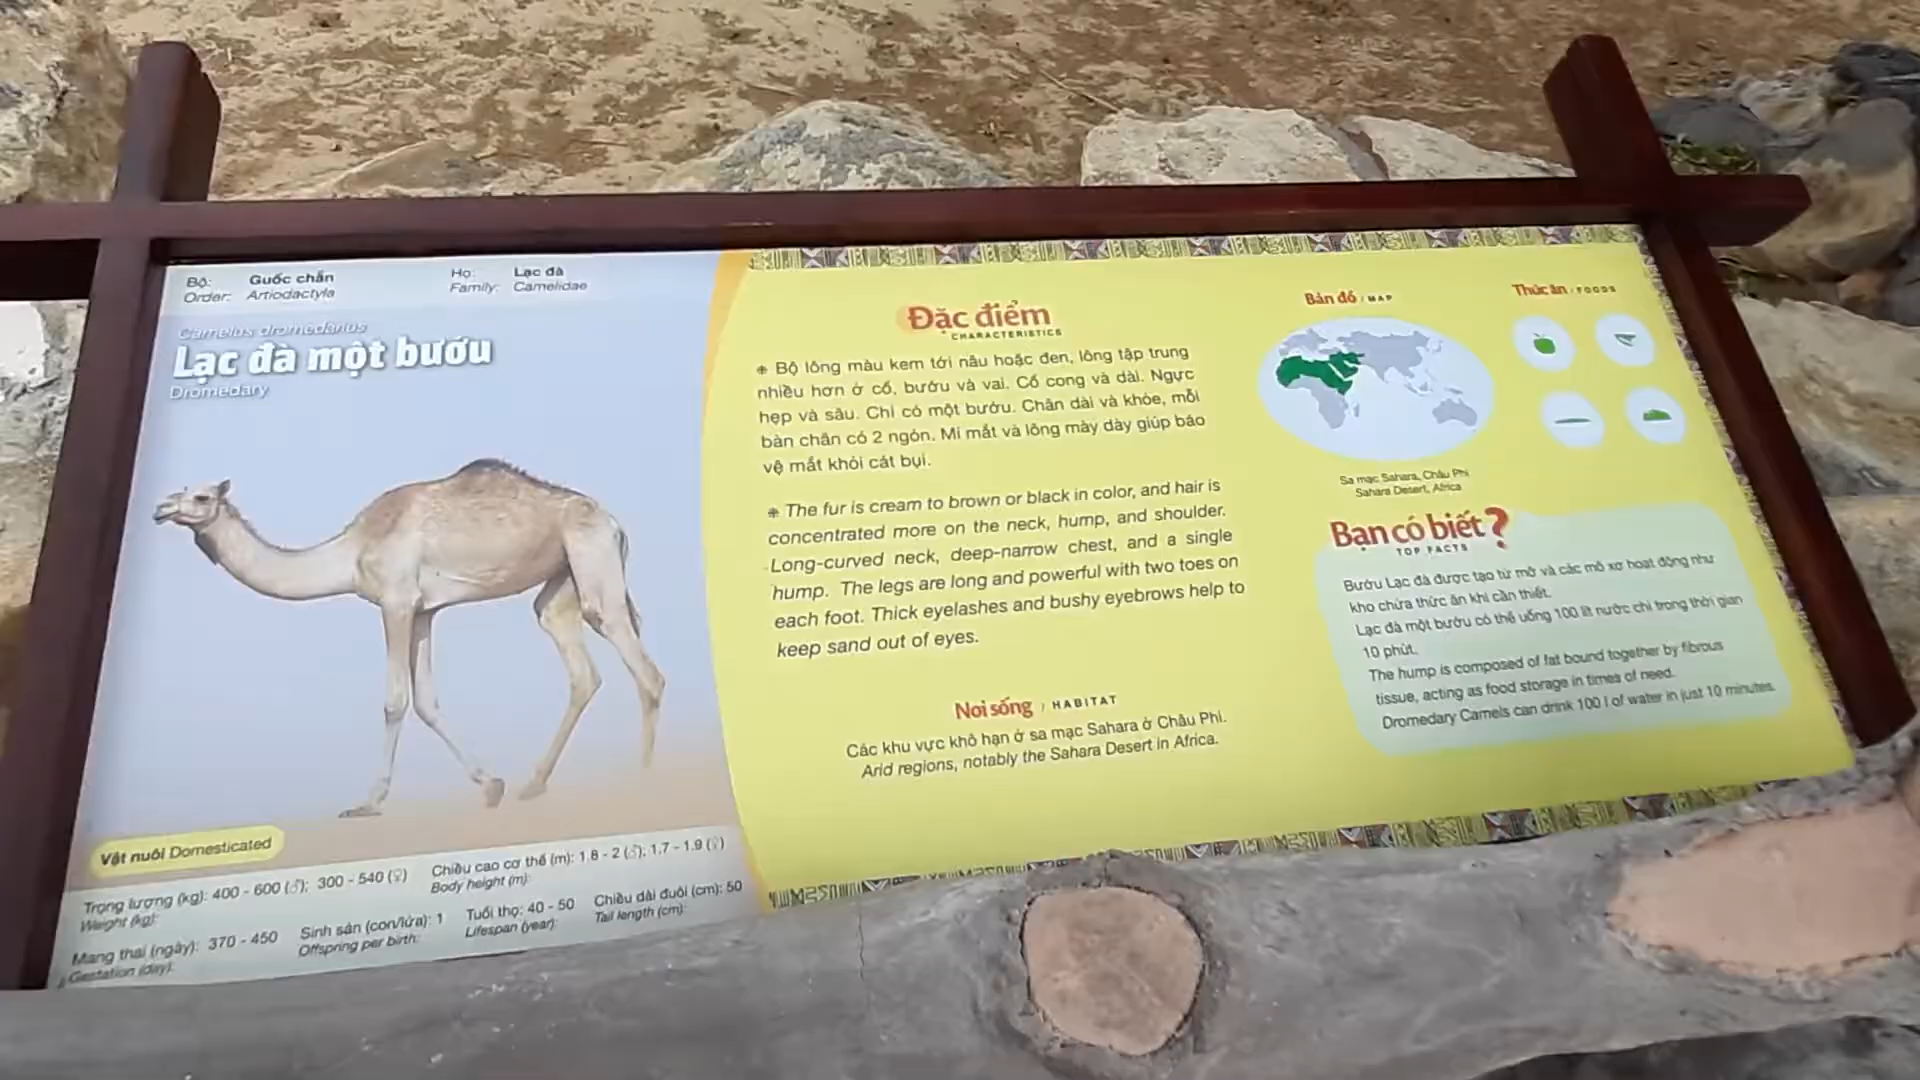 Bộ: Guốc chẵn
Order: Artiodactyla
Họ: Lạc đà
Family: Camelidae
Camelus dromedarius
Lạc đà một bướu
Dromedary
Vật nuôi Domesticated
Trọng lượng (kg): 400 - 600 (♂); 300 - 540 (♀)
Weight (kg):
Chiều cao cơ thể (m): 1.8 - 2 (♂); 1.7 - 1.9 (♀)
Body height (m):
Mang thai (ngày): 370 - 450
Gestation (day):
Sinh sản (con/lứa): 1
Offspring per birth:
Tuổi thọ: 40 - 50
Lifespan (year):
Chiều dài đuôi (cm): 50
Tail length (cm):
Đặc điểm
CHARACTERISTICS
Bộ lông màu kem tới nâu hoặc đen, lông tập trung
nhiều hơn ở cổ, bướu và vai. Cổ cong và dài. Ngực
hẹp và sâu. Chỉ có một bướu. Chân dài và khỏe, mỗi
bàn chân có 2 ngón. Mi mắt và lông mày dày giúp bảo
vệ mắt khỏi cát bụi.
The fur is cream to brown or black in color, and hair is
concentrated more on the neck, hump, and shoulder.
Long-curved neck, deep-narrow chest, and a single
hump. The legs are long and powerful with two toes on
each foot. Thick eyelashes and bushy eyebrows help to
keep sand out of eyes.
Nơi sống / HABITAT
Các khu vực khô hạn ở sa mạc Sahara ở Châu Phi.
Arid regions, notably the Sahara Desert in Africa.
Bản đồ / MAP
Sa mạc Sahara, Châu Phi
Sahara Desert, Africa
Thức ăn / FOODS
Bạn có biết?
TOP FACTS
Bướu Lạc đà được tạo từ mỡ và các mô xơ hoạt động như
kho chứa thức ăn khi cần thiết.
Lạc đà một bướu có thể uống 100 lít nước chỉ trong thời gian
10 phút.
The hump is composed of fat bound together by fibrous
tissue, acting as food storage in times of need.
Dromedary Camels can drink 100 l of water in just 10 minutes.